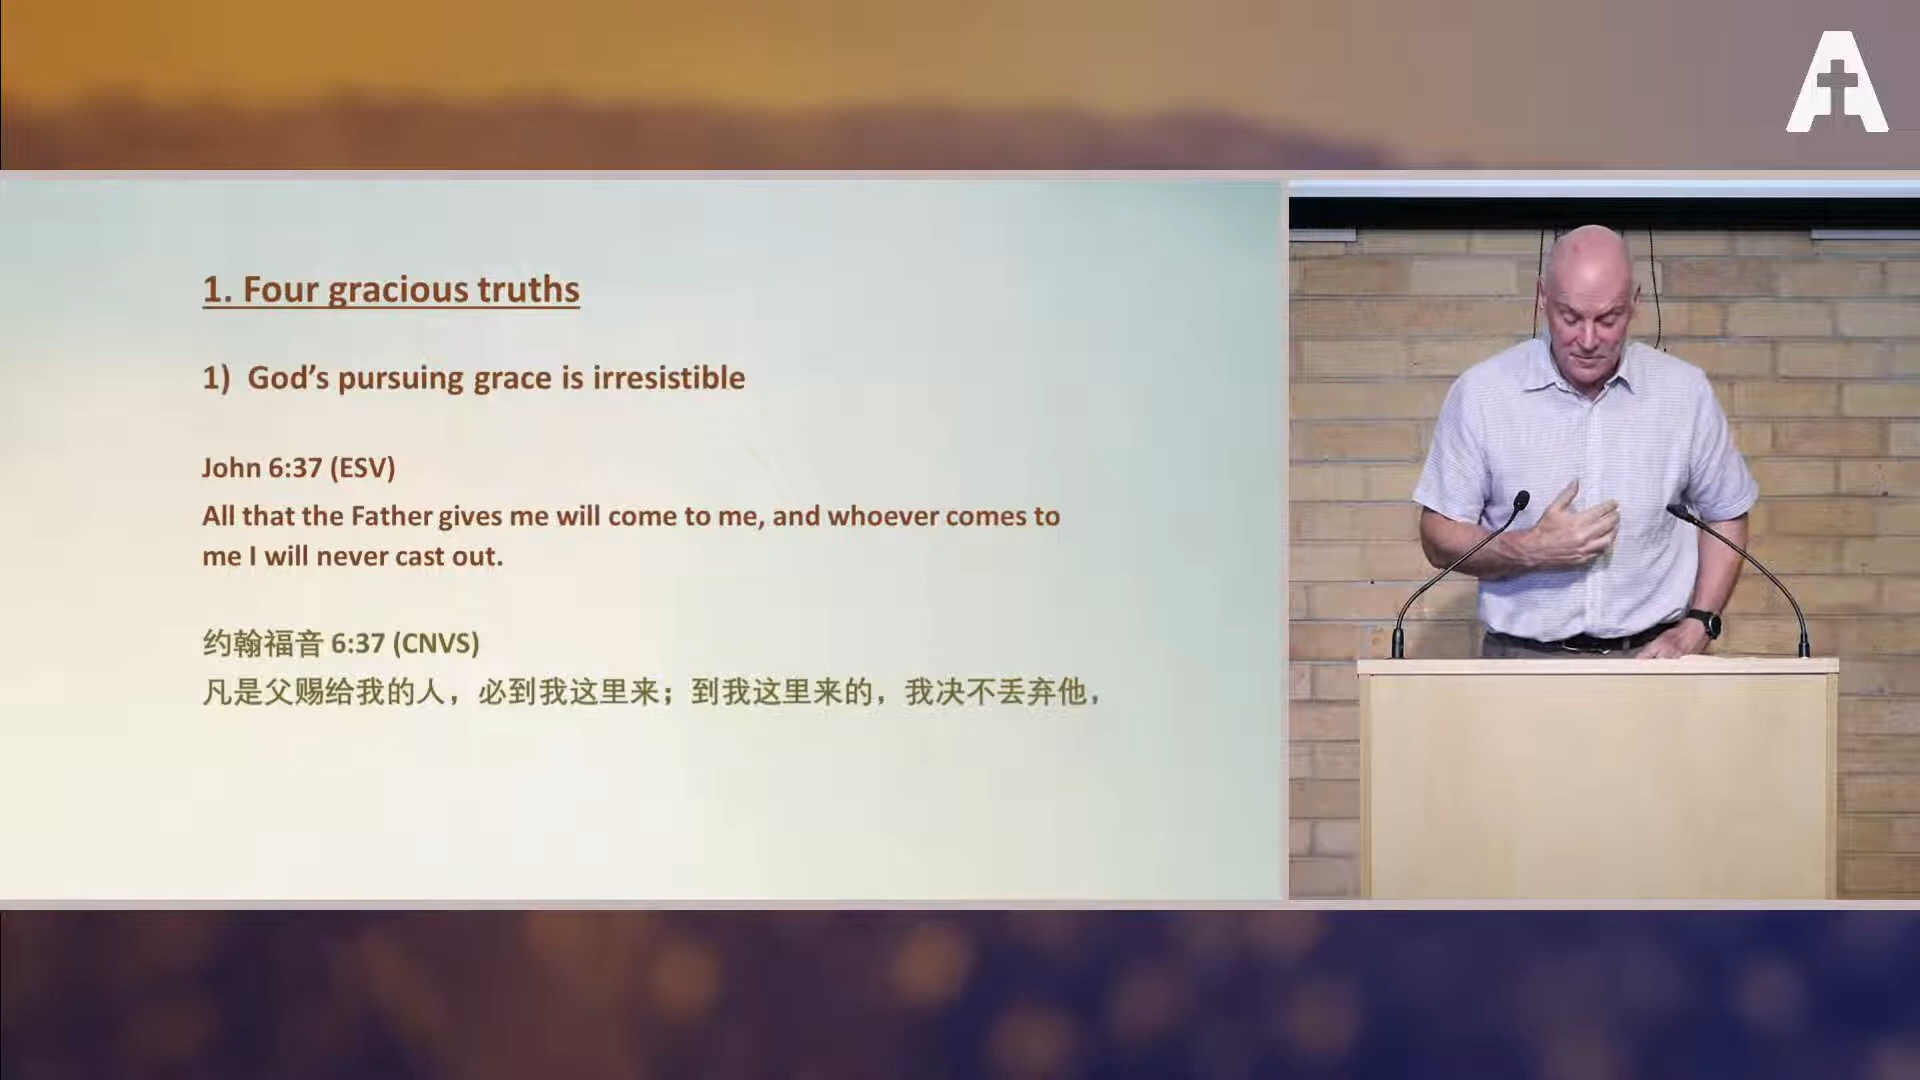 A
1. Four gracious truths
1) God’s pursuing grace is irresistible
John 6:37 (ESV)
All that the Father gives me will come to me, and whoever comes to
me I will never cast out.
约翰福音 6:37 (CNVS)
凡是父赐给我的人，必到我这里来；到我这里来的，我决不丢弃他，